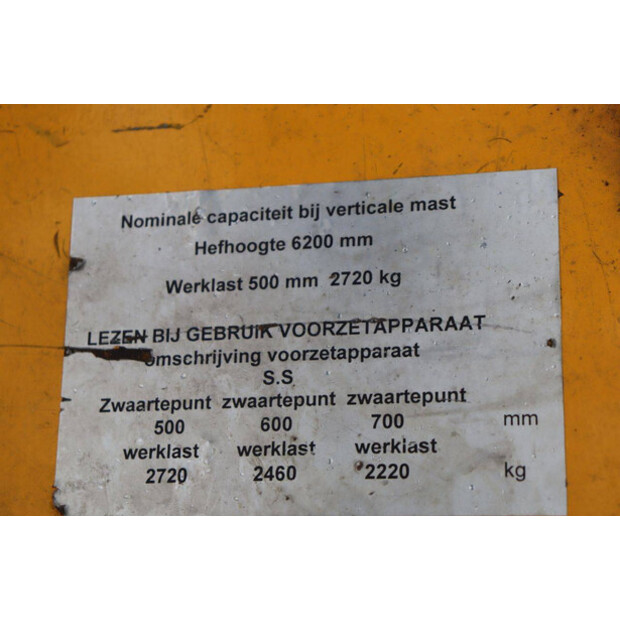 Nominale capaciteit bij verticale mast
Hefhoogte 6200 mm
Werklast 500 mm 2720 kg
LEZEN BIJ GEBRUIK VOORZETAPPARAAT
omschrijving voorzetapparaat
S.S
Zwaartepunt zwaartepunt zwaartepunt
500 600 700 mm
werklast werklast werklast
2720 2460 2220 kg